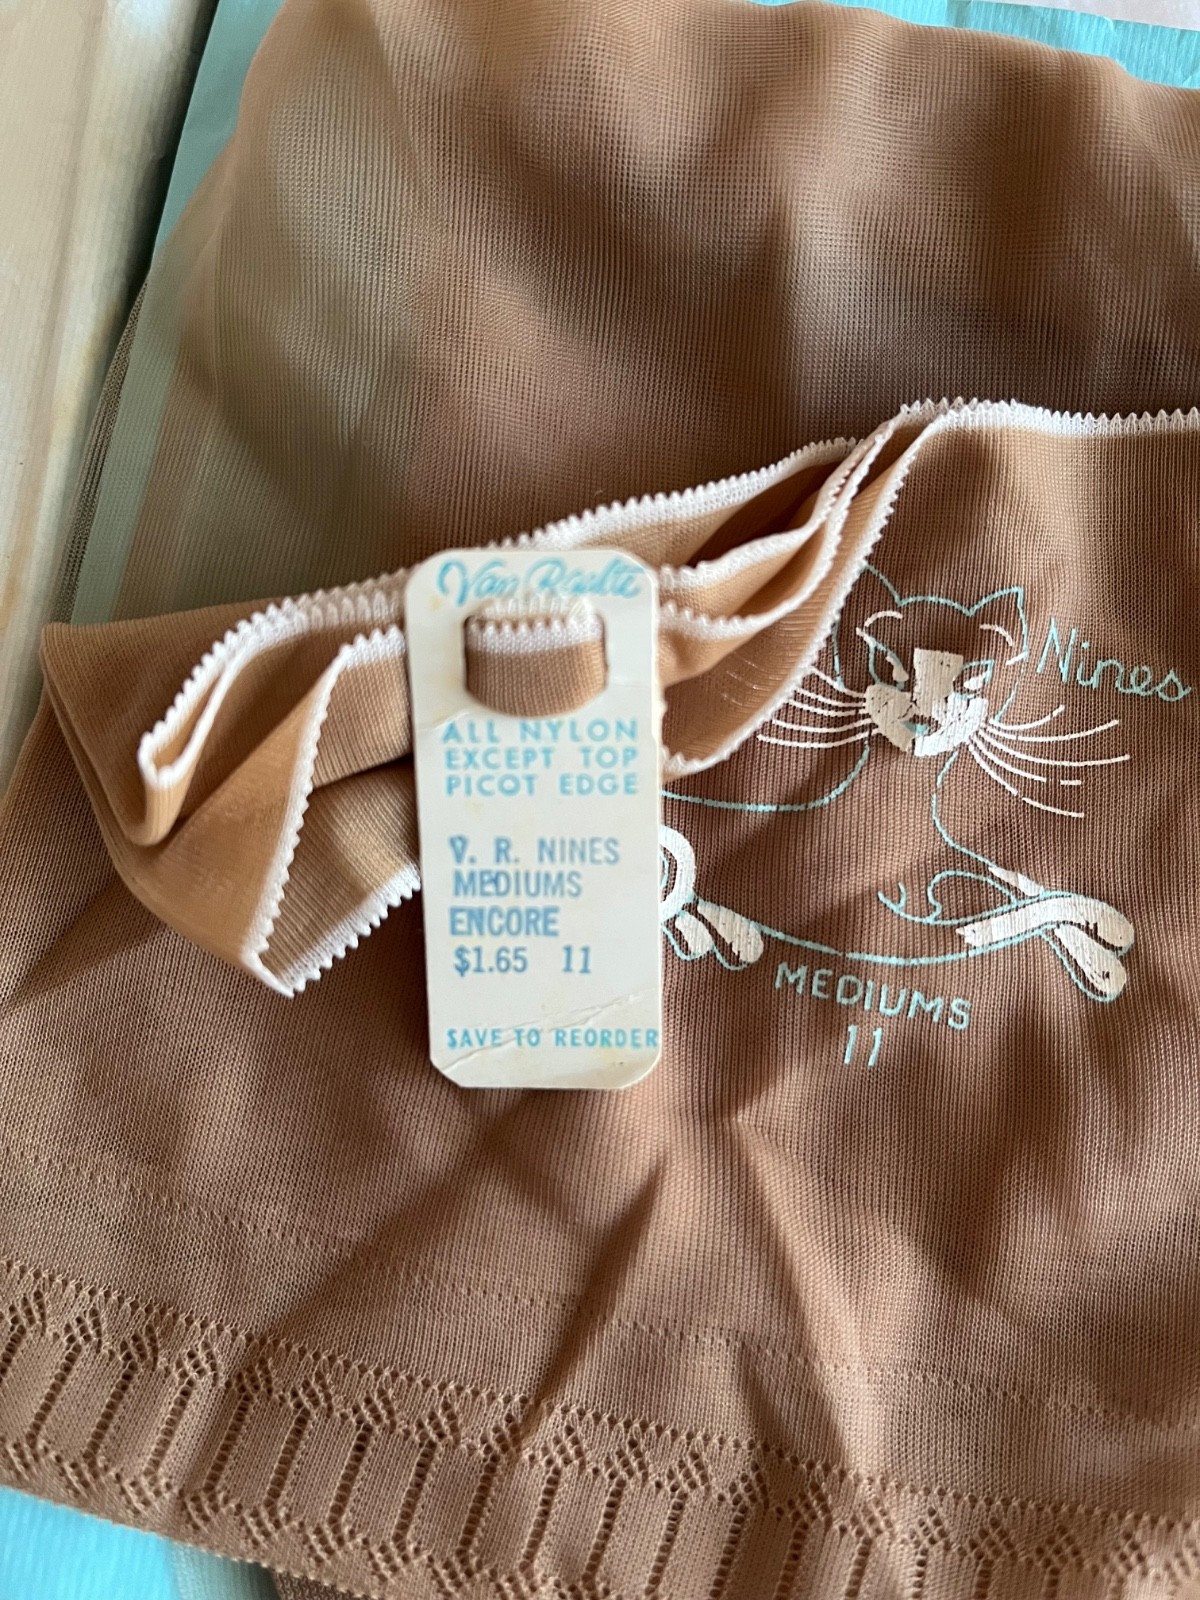 Van Raalte
ALL NYLON
EXCEPT TOP
PICOT EDGE
V. R. NINES
MEDIUMS
ENCORE
$1.65 11
SAVE TO REORDER
Nines
MEDIUMS
11